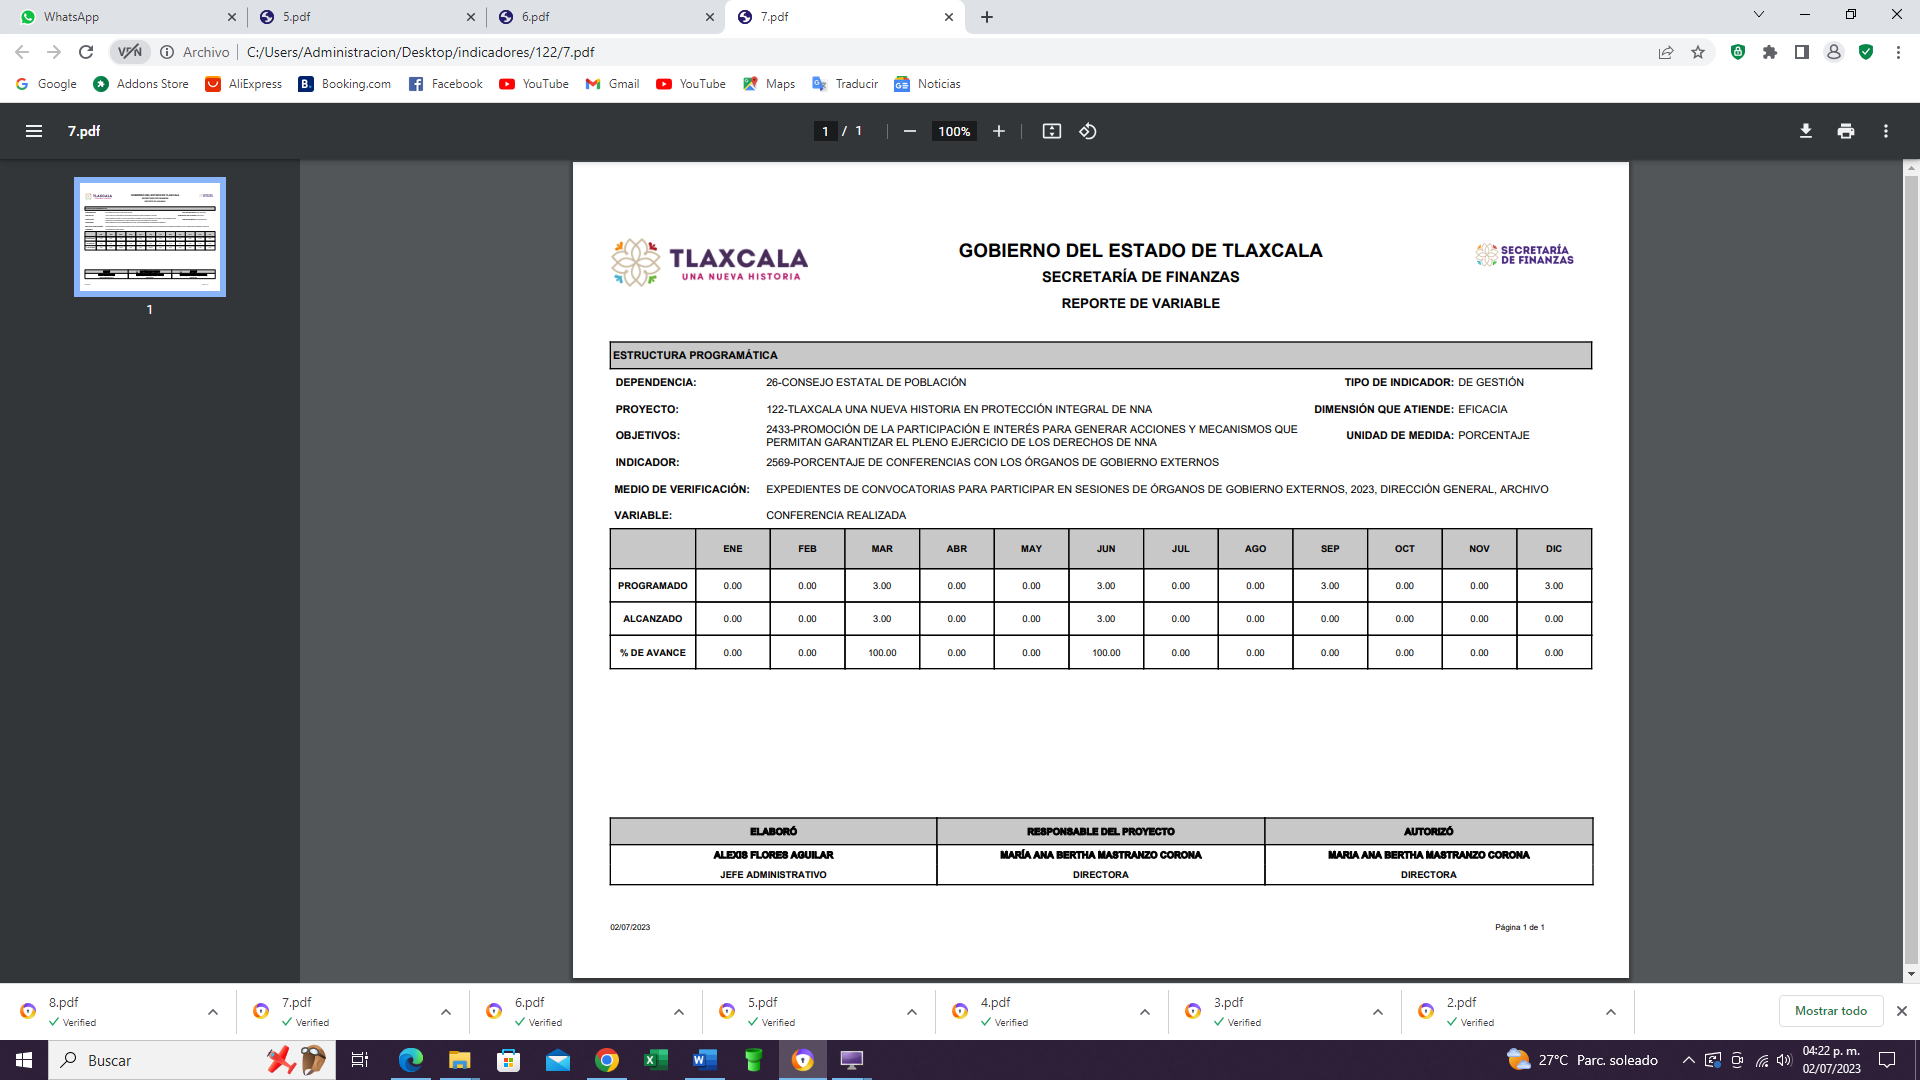 WhatsApp
5.pdf
6.pdf
7.pdf
VPN
Archivo
C:/Users/Administracion/Desktop/indicadores/122/7.pdf
Google
Addons Store
AliExpress
Booking.com
Facebook
YouTube
Gmail
YouTube
Maps
Traducir
Noticias
7.pdf
1 / 1
100%
1
TLAXCALA
UNA NUEVA HISTORIA
GOBIERNO DEL ESTADO DE TLAXCALA
SECRETARÍA DE FINANZAS
REPORTE DE VARIABLE
SECRETARÍA
DE FINANZAS
ESTRUCTURA PROGRAMÁTICA
DEPENDENCIA: 26-CONSEJO ESTATAL DE POBLACIÓN TIPO DE INDICADOR: DE GESTIÓN
PROYECTO: 122-TLAXCALA UNA NUEVA HISTORIA EN PROTECCIÓN INTEGRAL DE NNA DIMENSIÓN QUE ATIENDE: EFICACIA
OBJETIVOS: 2433-PROMOCIÓN DE LA PARTICIPACIÓN E INTERÉS PARA GENERAR ACCIONES Y MECANISMOS QUE
PERMITAN GARANTIZAR EL PLENO EJERCICIO DE LOS DERECHOS DE NNA
UNIDAD DE MEDIDA: PORCENTAJE
INDICADOR: 2569-PORCENTAJE DE CONFERENCIAS CON LOS ÓRGANOS DE GOBIERNO EXTERNOS
MEDIO DE VERIFICACIÓN: EXPEDIENTES DE CONVOCATORIAS PARA PARTICIPAR EN SESIONES DE ÓRGANOS DE GOBIERNO EXTERNOS, 2023, DIRECCIÓN GENERAL, ARCHIVO
VARIABLE: CONFERENCIA REALIZADA
ENE FEB MAR ABR MAY JUN JUL AGO SEP OCT NOV DIC
PROGRAMADO 0.00 0.00 3.00 0.00 0.00 3.00 0.00 0.00 3.00 0.00 0.00 3.00
ALCANZADO 0.00 0.00 3.00 0.00 0.00 3.00 0.00 0.00 0.00 0.00 0.00 0.00
% DE AVANCE 0.00 0.00 100.00 0.00 0.00 100.00 0.00 0.00 0.00 0.00 0.00 0.00
ELABORÓ RESPONSABLE DEL PROYECTO AUTORIZÓ
ALEXIS FLORES AGUILAR MARÍA ANA BERTHA MASTRANZO CORONA MARIA ANA BERTHA MASTRANZO CORONA
JEFE ADMINISTRATIVO DIRECTORA DIRECTORA
02/07/2023 Página 1 de 1
8.pdf
Verified
7.pdf
Verified
6.pdf
Verified
5.pdf
Verified
4.pdf
Verified
3.pdf
Verified
2.pdf
Verified
Mostrar todo
Buscar
27°C Parc. soleado
04:22 p. m.
02/07/2023